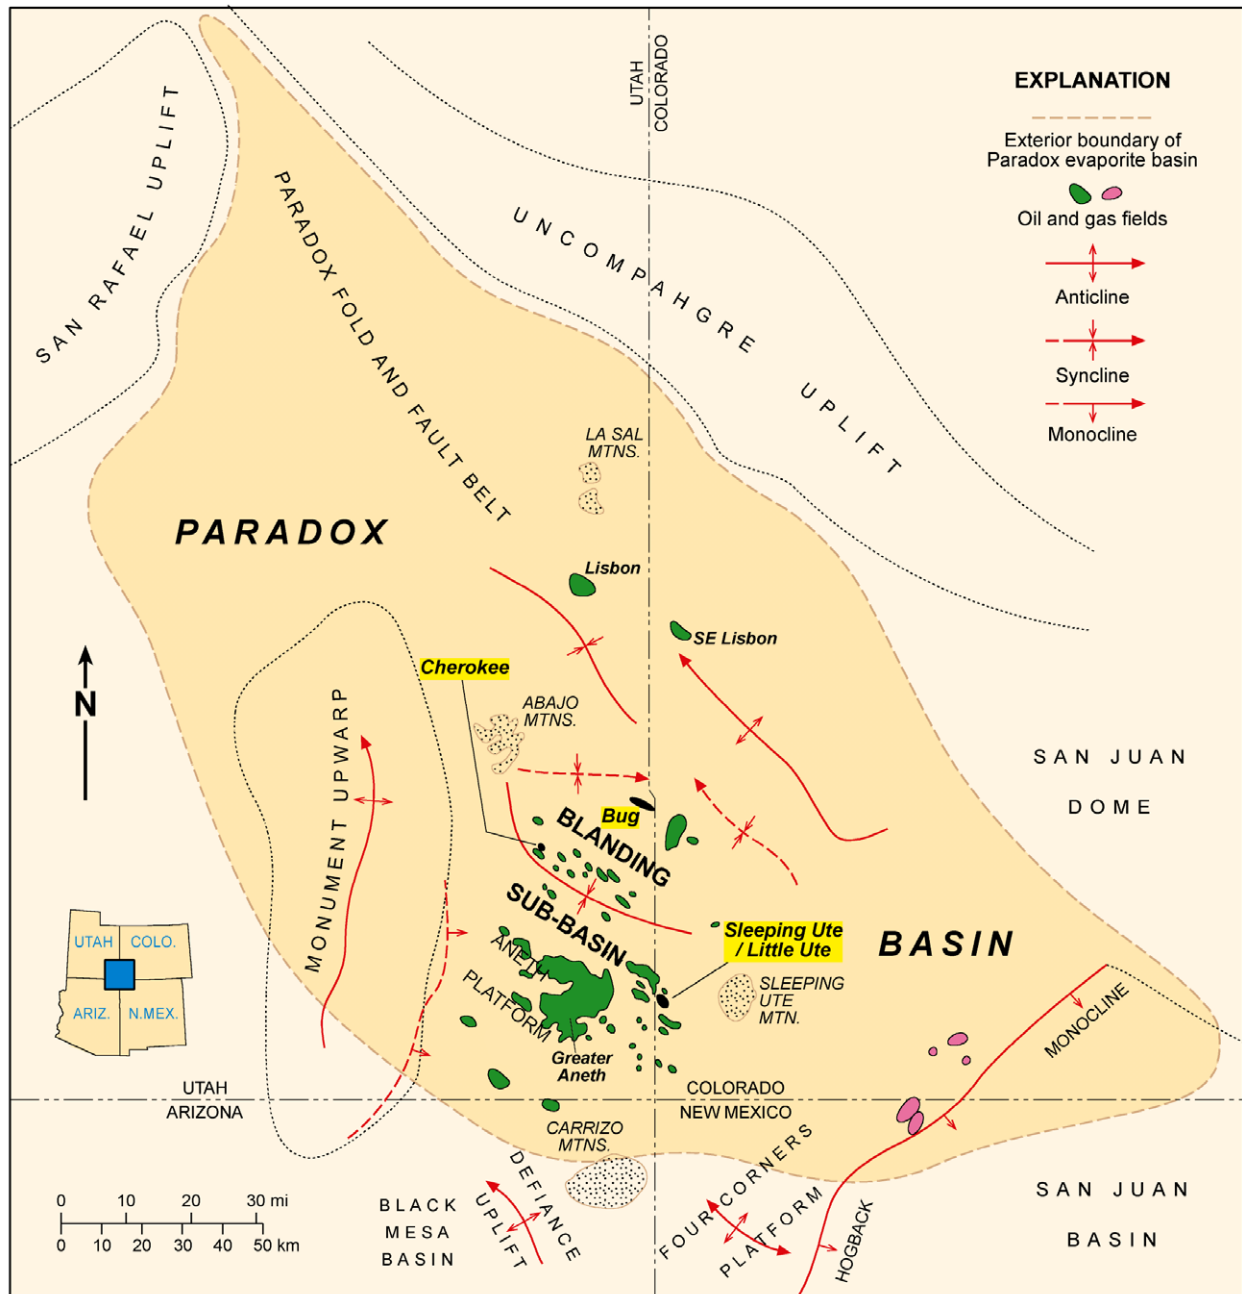 UTAH
COLORADO
EXPLANATION
Exterior boundary of
Paradox evaporite basin
Oil and gas fields
Anticline
Syncline
Monocline
SAN RAFAEL UPLIFT
PARADOX FOLD AND FAULT BELT
UNCOMPAHGRE UPLIFT
LA SAL
MTNS.
PARADOX
Lisbon
SE Lisbon
Cherokee
N
MONUMENT UPWARP
ABAJO
MTNS.
SAN JUAN
DOME
Bug
BLANDING
SUB-BASIN
Sleeping Ute
/ Little Ute
BASIN
UTAH
COLO.
ARIZ.
N.MEX.
ANETH
PLATFORM
SLEEPING
UTE
MTN.
Greater
Aneth
MONOCLINE
UTAH
ARIZONA
COLORADO
NEW MEXICO
CARRIZO
MTNS.
0 10 20 30 mi
0 10 20 30 40 50 km
BLACK
MESA
BASIN
DEFIANCE
UPLIFT
FOUR CORNERS
PLATFORM
HOGBACK
SAN JUAN
BASIN